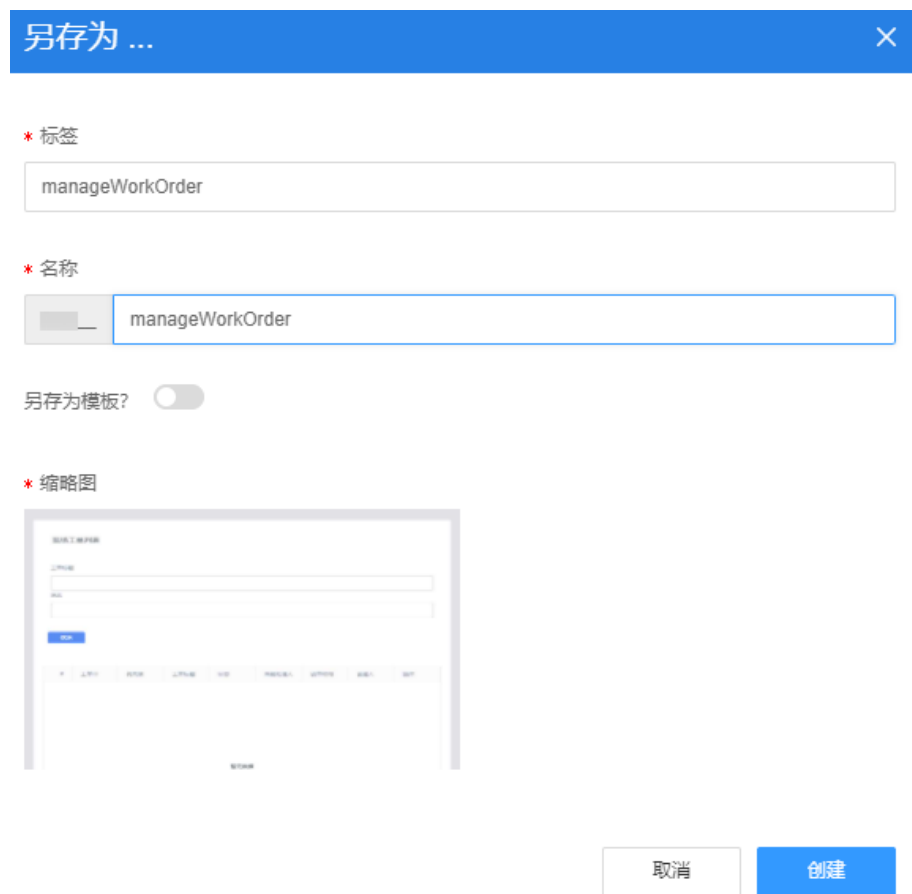 另存为 ...
* 标签
manageWorkOrder
* 名称
__ manageWorkOrder
另存为模板?
* 缩略图
取消 创建